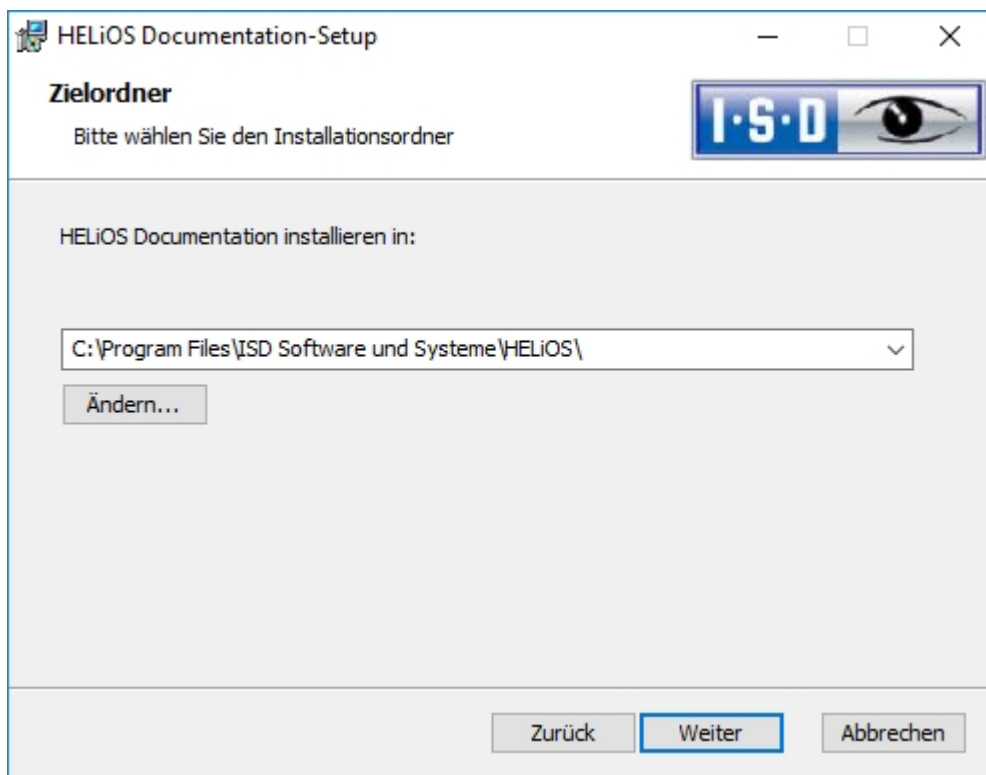 HELiOS Documentation-Setup
Zielordner
Bitte wählen Sie den Installationsordner
I·S·D
HELiOS Documentation installieren in:
C:\Program Files\ISD Software und Systeme\HELiOS\
Ändern...
Zurück Weiter Abbrechen